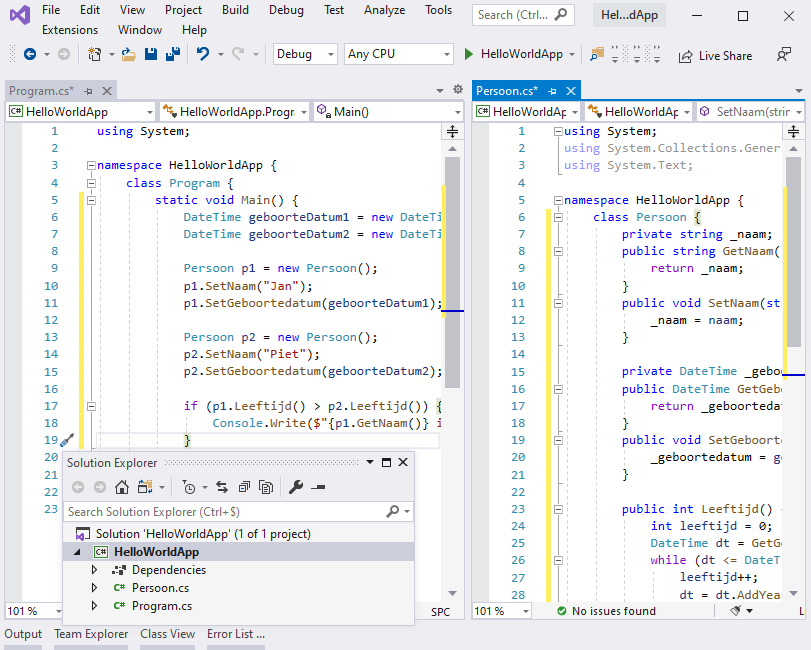 File Edit View Project Build Debug Test Analyze Tools
Extensions Window Help
Search (Ctrl...
Hel...dApp
Debug Any CPU HelloWorldApp Live Share
Program.cs*
HelloWorldApp HelloWorldApp.Progr Main()
1 using System;
2
3 namespace HelloWorldApp {
4 class Program {
5 static void Main() {
6 DateTime geboorteDatum1 = new DateTi
7 DateTime geboorteDatum2 = new DateTi
8
9 Persoon p1 = new Persoon();
10 p1.SetNaam("Jan");
11 p1.SetGeboortedatum(geboorteDatum1);
12
13 Persoon p2 = new Persoon();
14 p2.SetNaam("Piet");
15 p2.SetGeboortedatum(geboorteDatum2);
16
17 if (p1.Leeftijd() > p2.Leeftijd()) {
18 Console.Write($"{p1.GetNaam()} i
19 }
20
21
22
23
101 %
SPC
Solution Explorer
Search Solution Explorer (Ctrl+$)
Solution 'HelloWorldApp' (1 of 1 project)
C# HelloWorldApp
Dependencies
C# Persoon.cs
C# Program.cs
Persoon.cs*
C# HelloWorldAp HelloWorldAp SetNaam(strir
1 using System;
2 using System.Collections.Gener
3 using System.Text;
4
5 namespace HelloWorldApp {
6 class Persoon {
7 private string _naam;
8 public string GetNaam(
9 return _naam;
10 }
11 public void SetNaam(st
12 _naam = naam;
13 }
14
15 private DateTime _geboo
16 public DateTime GetGeb
17 return _geboorteda
18 }
19 public void SetGeboort
20 _geboortedatum = g
21 }
22
23 public int Leeftijd()
24 int leeftijd = 0;
25 DateTime dt = GetG
26 while (dt <= DateT
27 leeftijd++;
28 dt = dt.AddYea
101 % No issues found L
Output Team Explorer Class View Error List ...